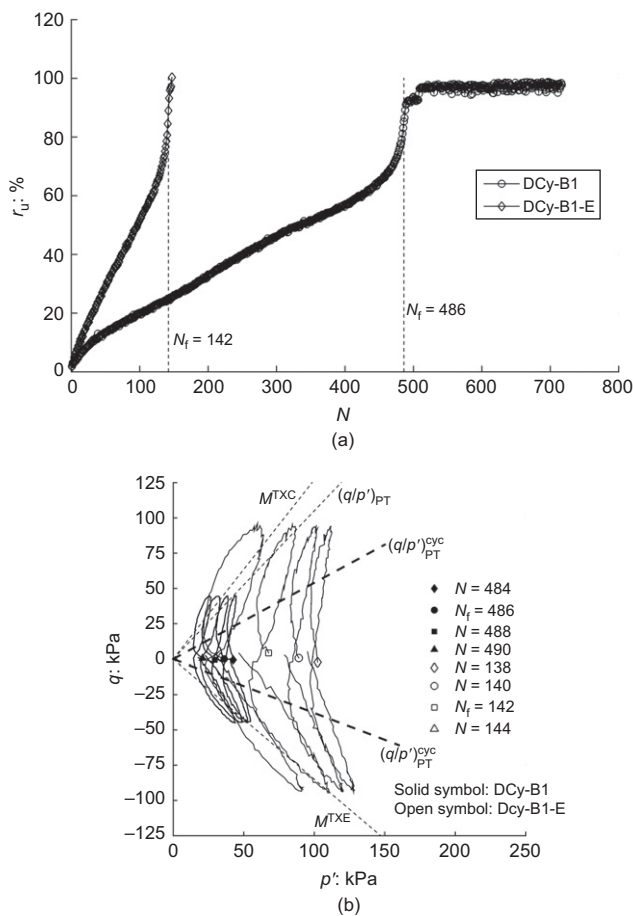 120
100
80
60
40
20
0
r_u: %
DCy-B1
DCy-B1-E
N_f = 142
N_f = 486
0 100 200 300 400 500 600 700 800
N
(a)
125
100
75
50
25
0
−25
−50
−75
−100
−125
q: kPa
M^TXC
(q/p′)_PT
(q/p′)_PT^cyc
N = 484
N_f = 486
N = 488
N = 490
N = 138
N = 140
N_f = 142
N = 144
(q/p′)_PT^cyc
Solid symbol: DCy-B1
Open symbol: Dcy-B1-E
M^TXE
0 50 100 150 200 250
p′: kPa
(b)